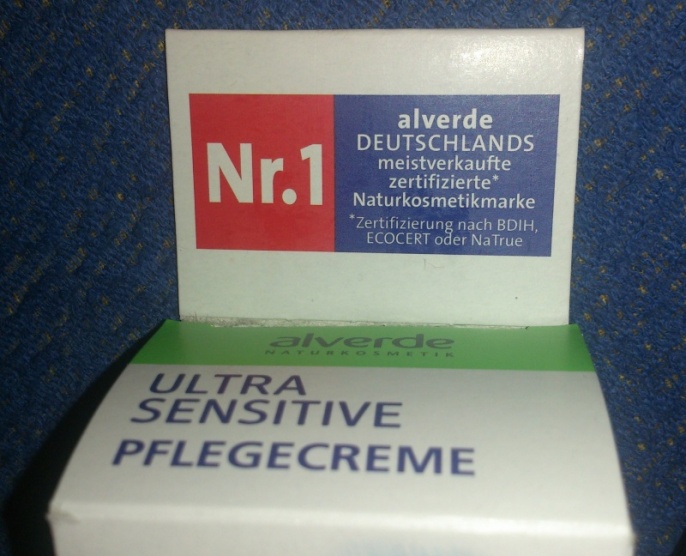 Nr.1
alverde
DEUTSCHLANDS
meistverkaufte
zertifizierte*
Naturkosmetikmarke
*Zertifizierung nach BDIH,
ECOCERT oder NaTrue
alverde
NATURKOSMETIK
ULTRA
SENSITIVE
PFLEGECREME